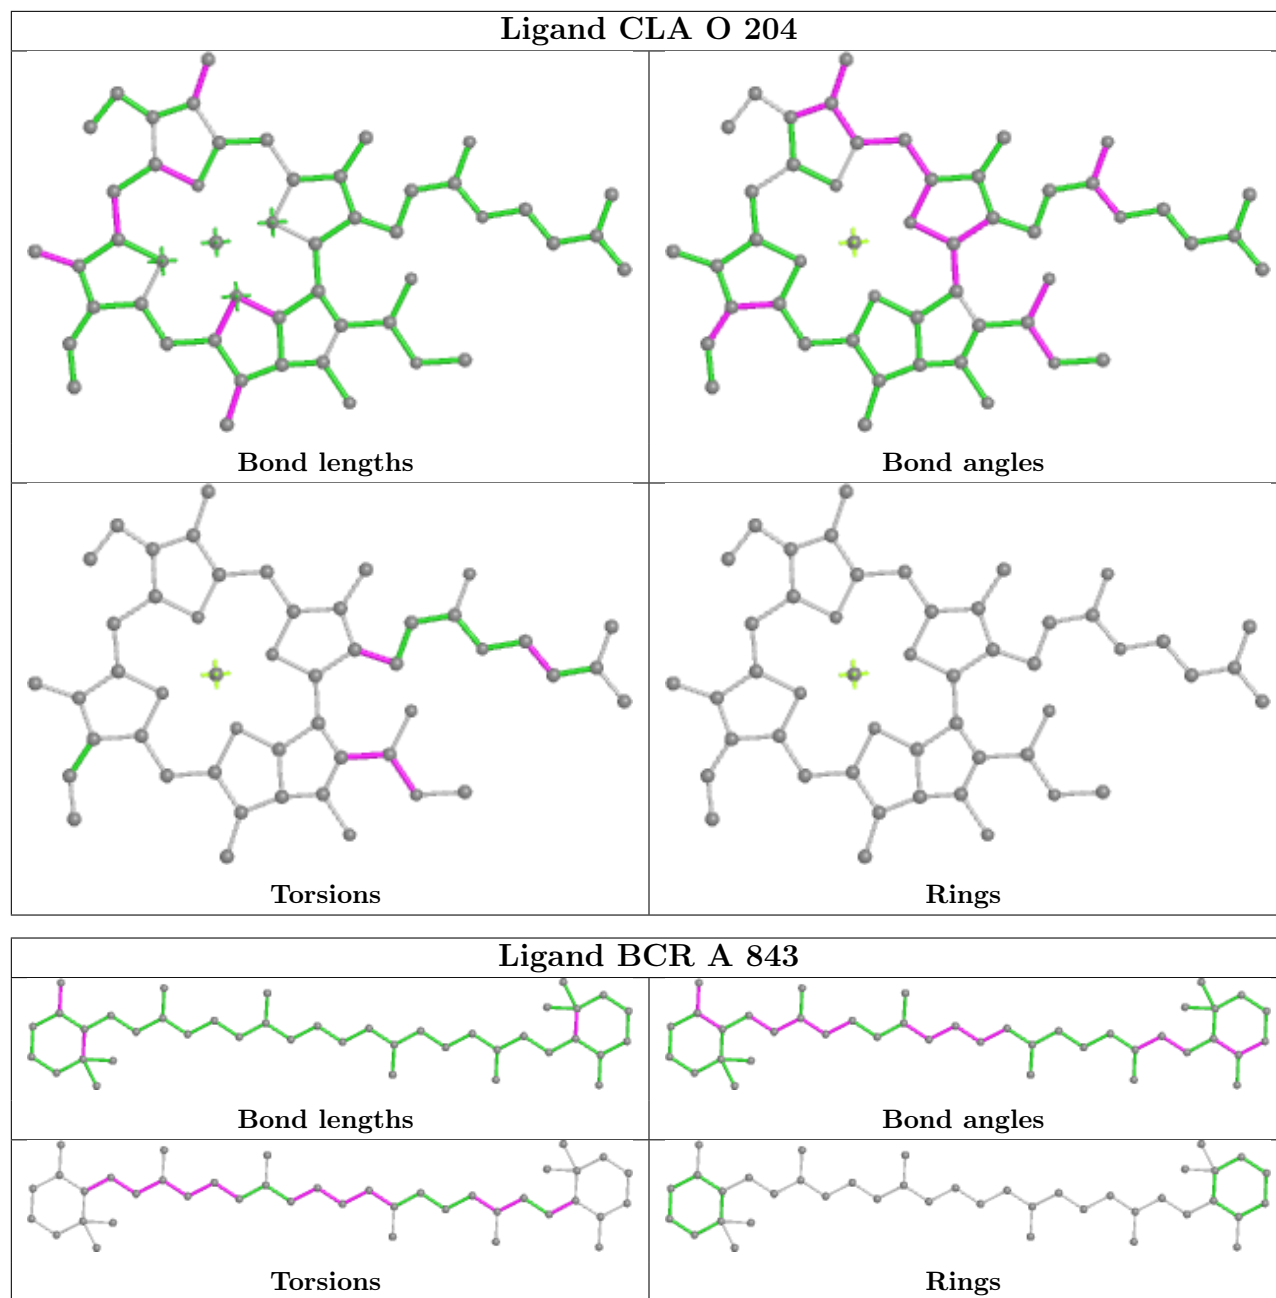 Ligand CLA O 204
Bond lengths
Bond angles
Torsions
Rings
Ligand BCR A 843
Bond lengths
Bond angles
Torsions
Rings